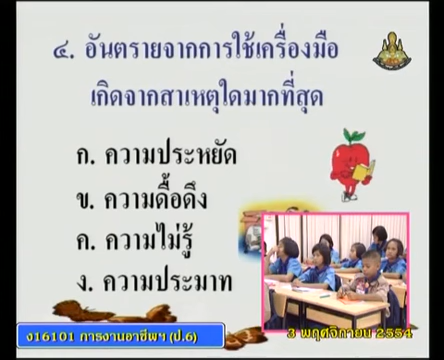 ๔. อันตรายจากการใช้เครื่องมือ
เกิดจากสาเหตุใดมากที่สุด
ก. ความประหยัด
ข. ความดื้อดึง
ค. ความไม่รู้
ง. ความประมาท
ง16101 การงานอาชีพฯ (ป.6)
3 พฤศจิกายน 2554